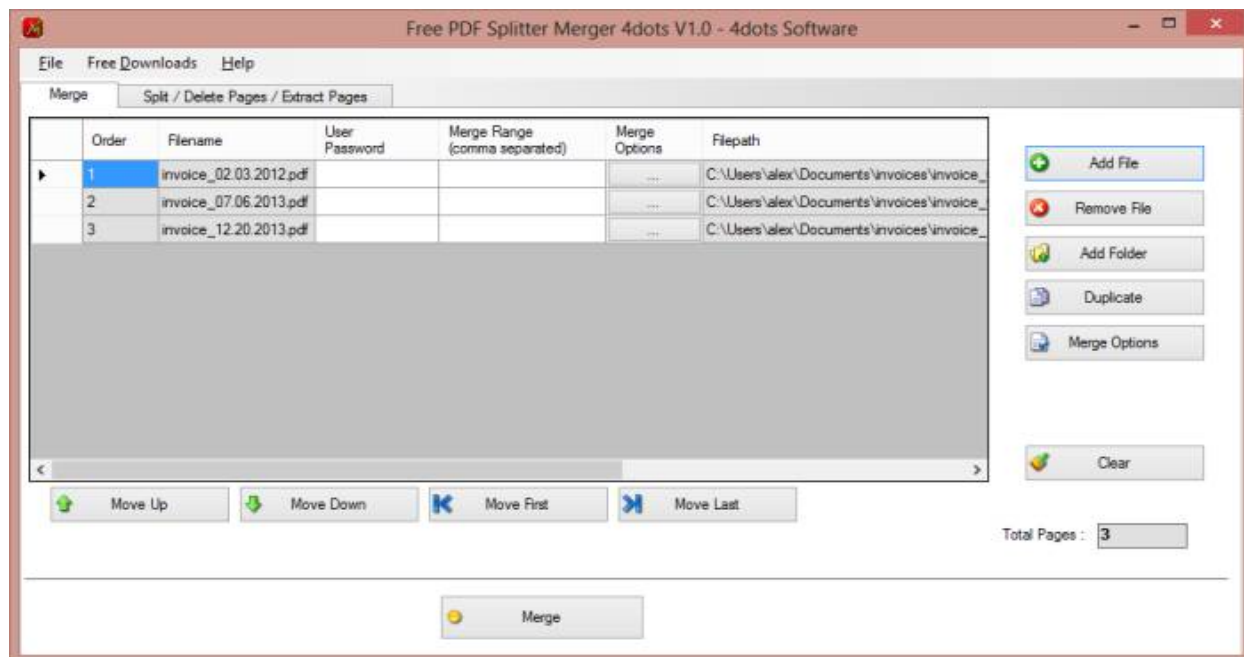 Free PDF Splitter Merger 4dots V1.0 - 4dots Software
File Free Downloads Help
Merge Split / Delete Pages / Extract Pages
Order Filename User Password Merge Range (comma separated) Merge Options Filepath
1 invoice_02.03.2012.pdf ... C:\Users\alex\Documents\invoices\invoice_
2 invoice_07.06.2013.pdf ... C:\Users\alex\Documents\invoices\invoice_
3 invoice_12.20.2013.pdf ... C:\Users\alex\Documents\invoices\invoice_
Add File
Remove File
Add Folder
Duplicate
Merge Options
Clear
Move Up Move Down Move First Move Last
Total Pages : 3
Merge